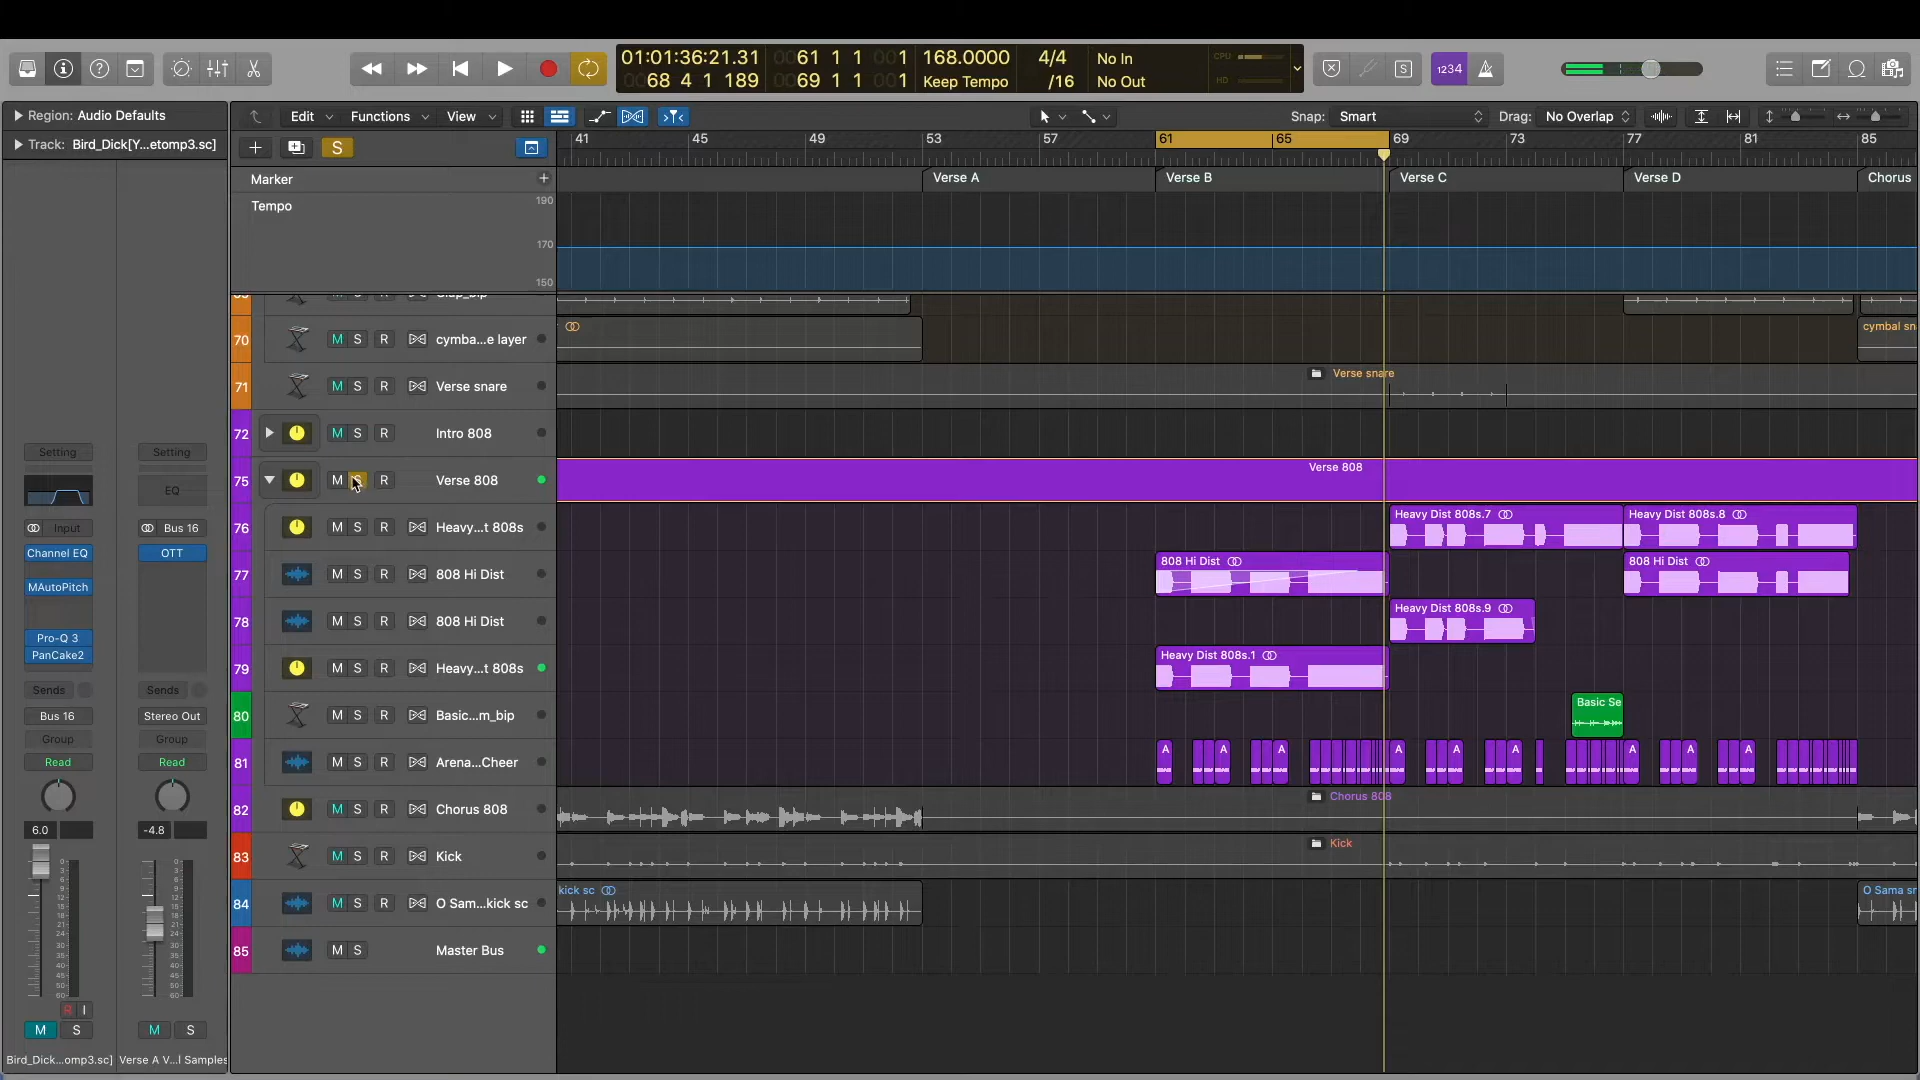 01:01:36:21.31
0061 1 1 001
168.0000
4/4
No In
CPU
0068 4 1 189
0069 1 1 001
Keep Tempo
/16
No Out
HD
1234
S
Region: Audio Defaults
Track: Bird_Dick[Y...etomp3.sc]
Edit
Functions
View
Snap: Smart
Drag: No Overlap
S
41
45
49
53
57
61
65
69
73
77
81
85
Marker
Verse A
Verse B
Verse C
Verse D
Chorus
Tempo
190
170
150
70 M S R cymba...e layer
cymbal sn
71 M S R Verse snare
Verse snare
72 M S R Intro 808
75 M S R Verse 808
Verse 808
76 M S R Heavy...t 808s
Heavy Dist 808s.7
Heavy Dist 808s.8
77 M S R 808 Hi Dist
808 Hi Dist
808 Hi Dist
78 M S R 808 Hi Dist
Heavy Dist 808s.9
79 M S R Heavy...t 808s
Heavy Dist 808s.1
80 M S R Basic...m_bip
Basic Se
81 M S R Arena...Cheer
A A A A A A A A A
82 M S R Chorus 808
Chorus 808
83 M S R Kick
Kick
84 M S R O Sam...kick sc
kick sc
O Sama sn
85 M S Master Bus
Setting
Setting
EQ
Input
Bus 16
Channel EQ
OTT
MAutoPitch
Pro-Q 3
PanCake2
Sends
Sends
Bus 16
Stereo Out
Group
Group
Read
Read
6.0
-4.8
R I
M S
M S
Bird_Dick...omp3.sc]
Verse A V...l Samples